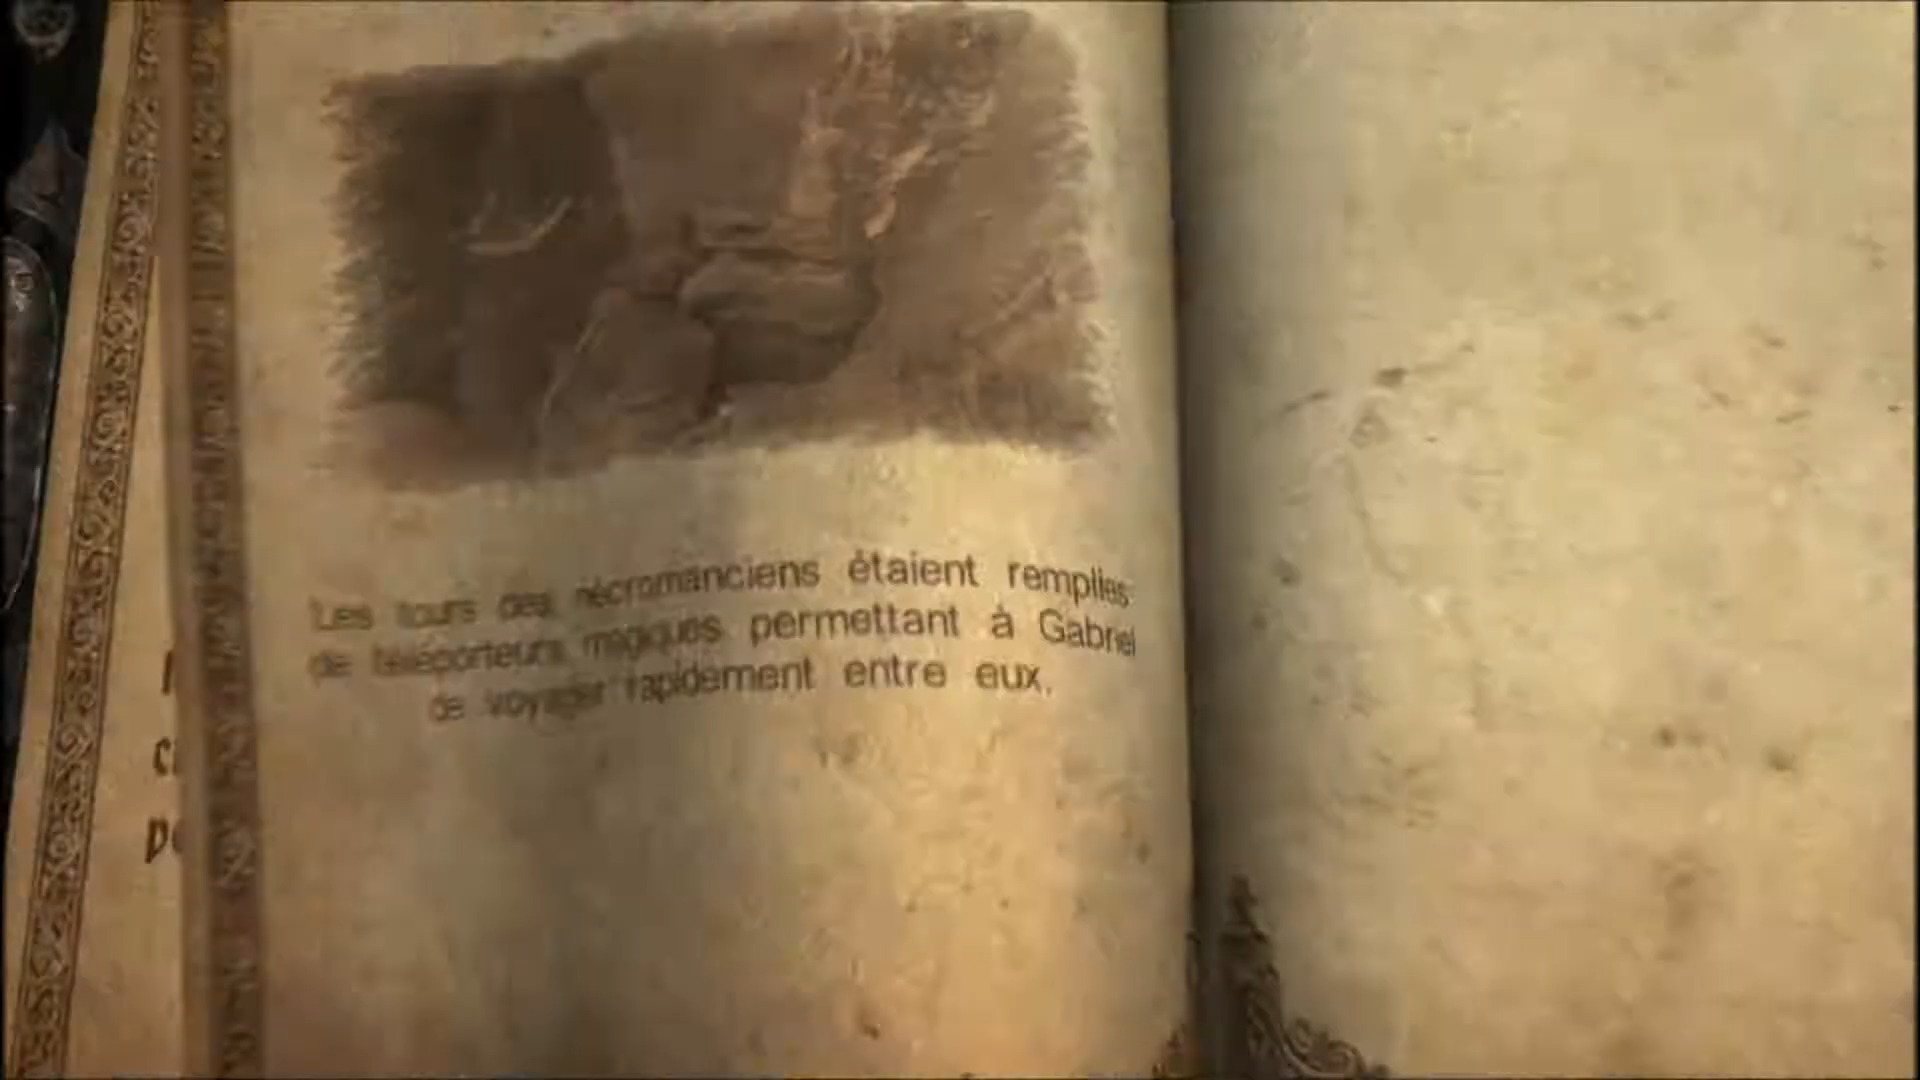 Les tours des nécromanciens étaient remplies
de téléporteurs magiques permettant à Gabriel
de voyager rapidement entre eux.